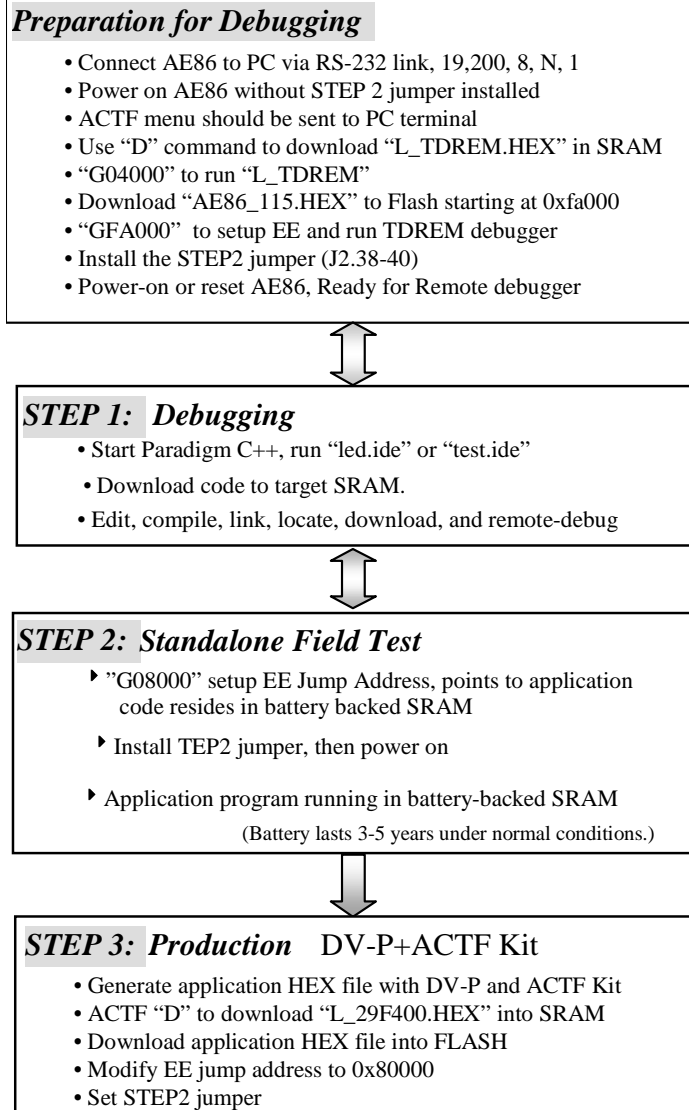 Preparation for Debugging
• Connect AE86 to PC via RS-232 link, 19,200, 8, N, 1
• Power on AE86 without STEP 2 jumper installed
• ACTF menu should be sent to PC terminal
• Use “D” command to download “L_TDREM.HEX” in SRAM
• “G04000” to run “L_TDREM”
• Download “AE86_115.HEX” to Flash starting at 0xfa000
• “GFA000” to setup EE and run TDREM debugger
• Install the STEP2 jumper (J2.38-40)
• Power-on or reset AE86, Ready for Remote debugger
STEP 1: Debugging
• Start Paradigm C++, run “led.ide” or “test.ide”
• Download code to target SRAM.
• Edit, compile, link, locate, download, and remote-debug
STEP 2: Standalone Field Test
”G08000” setup EE Jump Address, points to application
code resides in battery backed SRAM
Install TEP2 jumper, then power on
Application program running in battery-backed SRAM
(Battery lasts 3-5 years under normal conditions.)
STEP 3: Production DV-P+ACTF Kit
• Generate application HEX file with DV-P and ACTF Kit
• ACTF “D” to download “L_29F400.HEX” into SRAM
• Download application HEX file into FLASH
• Modify EE jump address to 0x80000
• Set STEP2 jumper